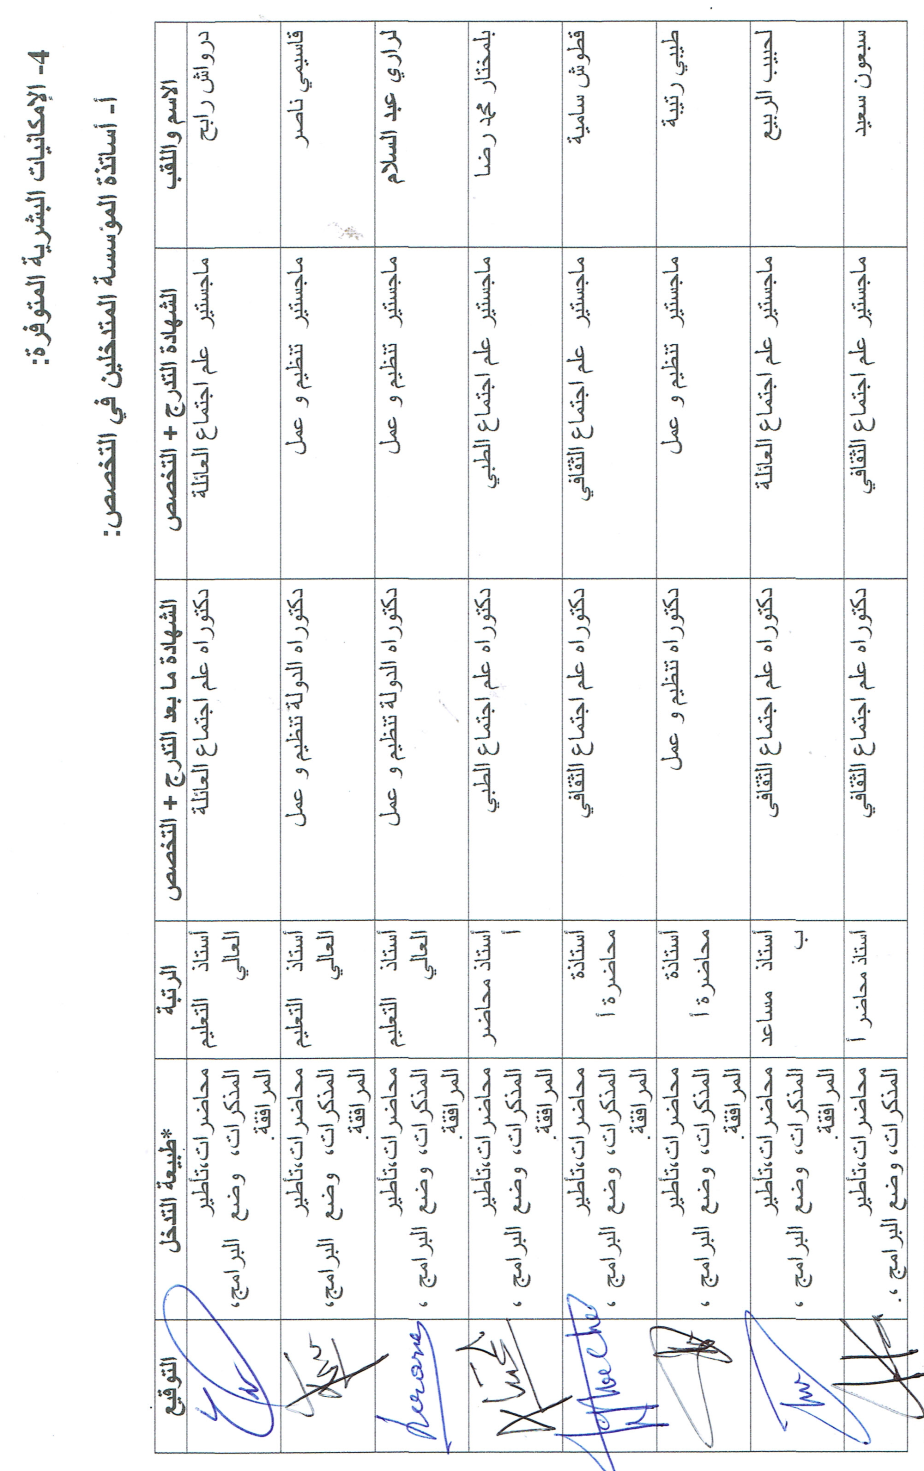 4- الإمكانيات البشرية المتوفرة:
أ- أساتذة المؤسسة المتدخلين في التخصص:
الاسم واللقب	الشهادة التدرج + التخصص	الشهادة ما بعد التدرج + التخصص	الرتبة	*طبيعة التدخل	التوقيع
درواش رابح	ماجستير علم اجتماع العائلة	دكتوراه علم اجتماع العائلة	أستاذ التعليم العالي	محاضرات،تأطير المذكرات، وضع البرامج، المرافقة.
قاسيمي ناصر	ماجستير تنظيم و عمل	دكتوراه الدولة تنظيم و عمل	أستاذ التعليم العالي	محاضرات،تأطير المذكرات، وضع البرامج، المرافقة.
لراري عبد السلام	ماجستير تنظيم و عمل	دكتوراه الدولة تنظيم و عمل	أستاذ التعليم العالي	محاضرات،تأطير المذكرات، وضع البرامج ، المرافقة.
بلمختار محمد رضا	ماجستير علم اجتماع الطبي	دكتوراه علم اجتماع الطبي	أستاذ محاضر أ	محاضرات،تأطير المذكرات، وضع البرامج ، المرافقة.
قطوش سامية	ماجستير علم اجتماع الثقافي	دكتوراه علم اجتماع الثقافي	أستاذة محاضرة أ	محاضرات،تأطير المذكرات، وضع البرامج ، المرافقة.
طيبي رتيبة	ماجستير تنظيم و عمل	دكتوراه تنظيم و عمل	أستاذة محاضرة أ	محاضرات،تأطير المذكرات، وضع البرامج ، المرافقة.
لحبيب الربيع	ماجستير علم اجتماع العائلة	دكتوراه علم اجتماع الثقافي	أستاذ مساعد ب	محاضرات،تأطير المذكرات، وضع البرامج ، المرافقة
سبعون سعيد	ماجستير علم اجتماع الثقافي	دكتوراه علم اجتماع الثقافي	أستاذ محاضر أ	محاضرات،تأطير المذكرات، وضع البرامج ، .